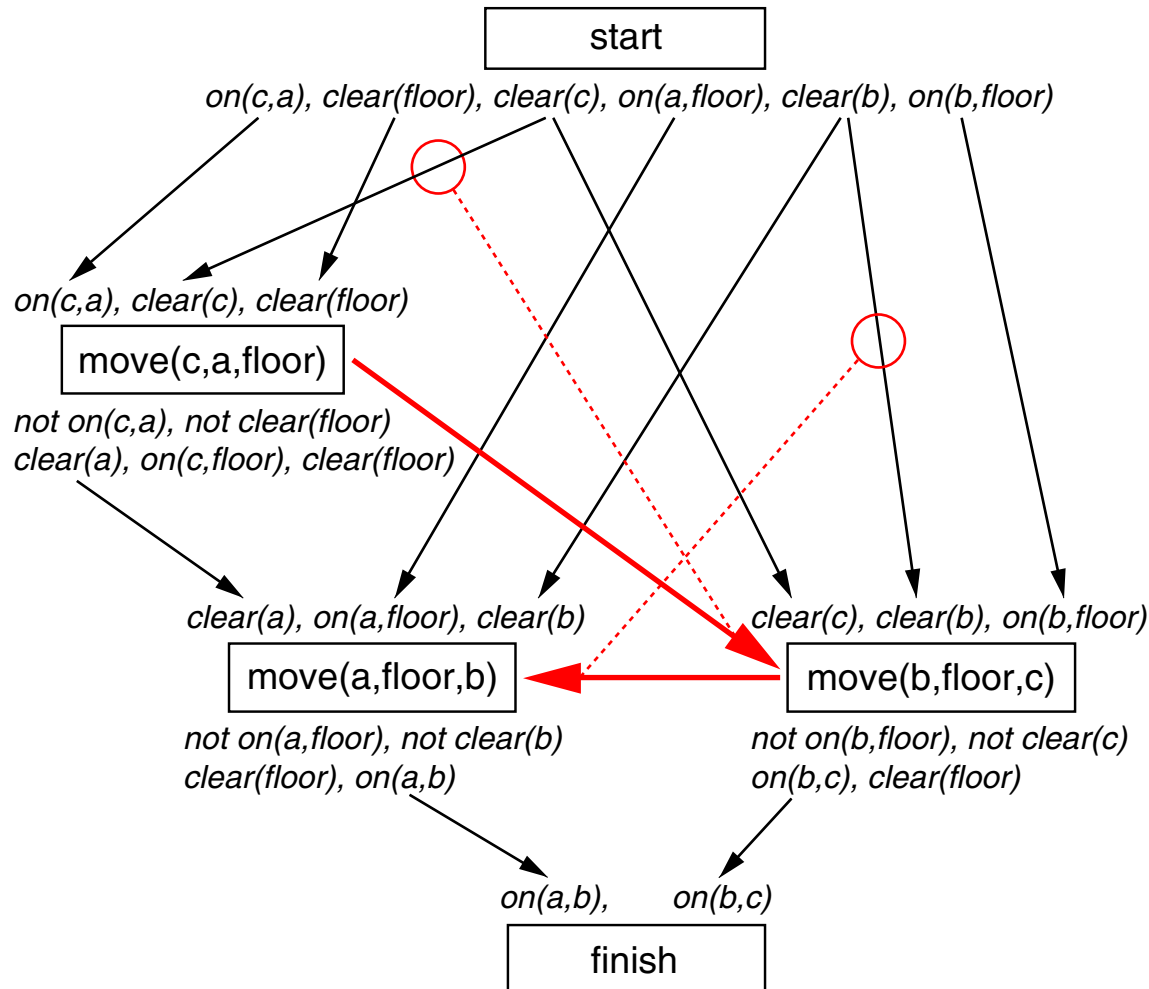 start
on(c,a), clear(floor), clear(c), on(a,floor), clear(b), on(b,floor)
on(c,a), clear(c), clear(floor)
move(c,a,floor)
not on(c,a), not clear(floor)
clear(a), on(c,floor), clear(floor)
clear(a), on(a,floor), clear(b)
move(a,floor,b)
not on(a,floor), not clear(b)
clear(floor), on(a,b)
clear(c), clear(b), on(b,floor)
move(b,floor,c)
not on(b,floor), not clear(c)
on(b,c), clear(floor)
on(a,b), on(b,c)
finish